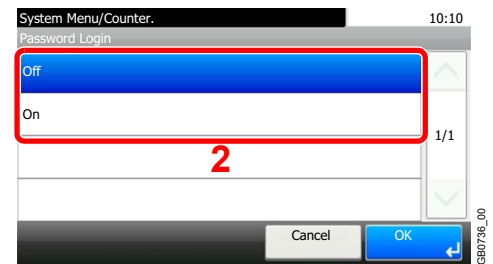 System Menu/Counter. 10:10
Password Login
Off
On
1/1
2
Cancel OK
GB0736_00